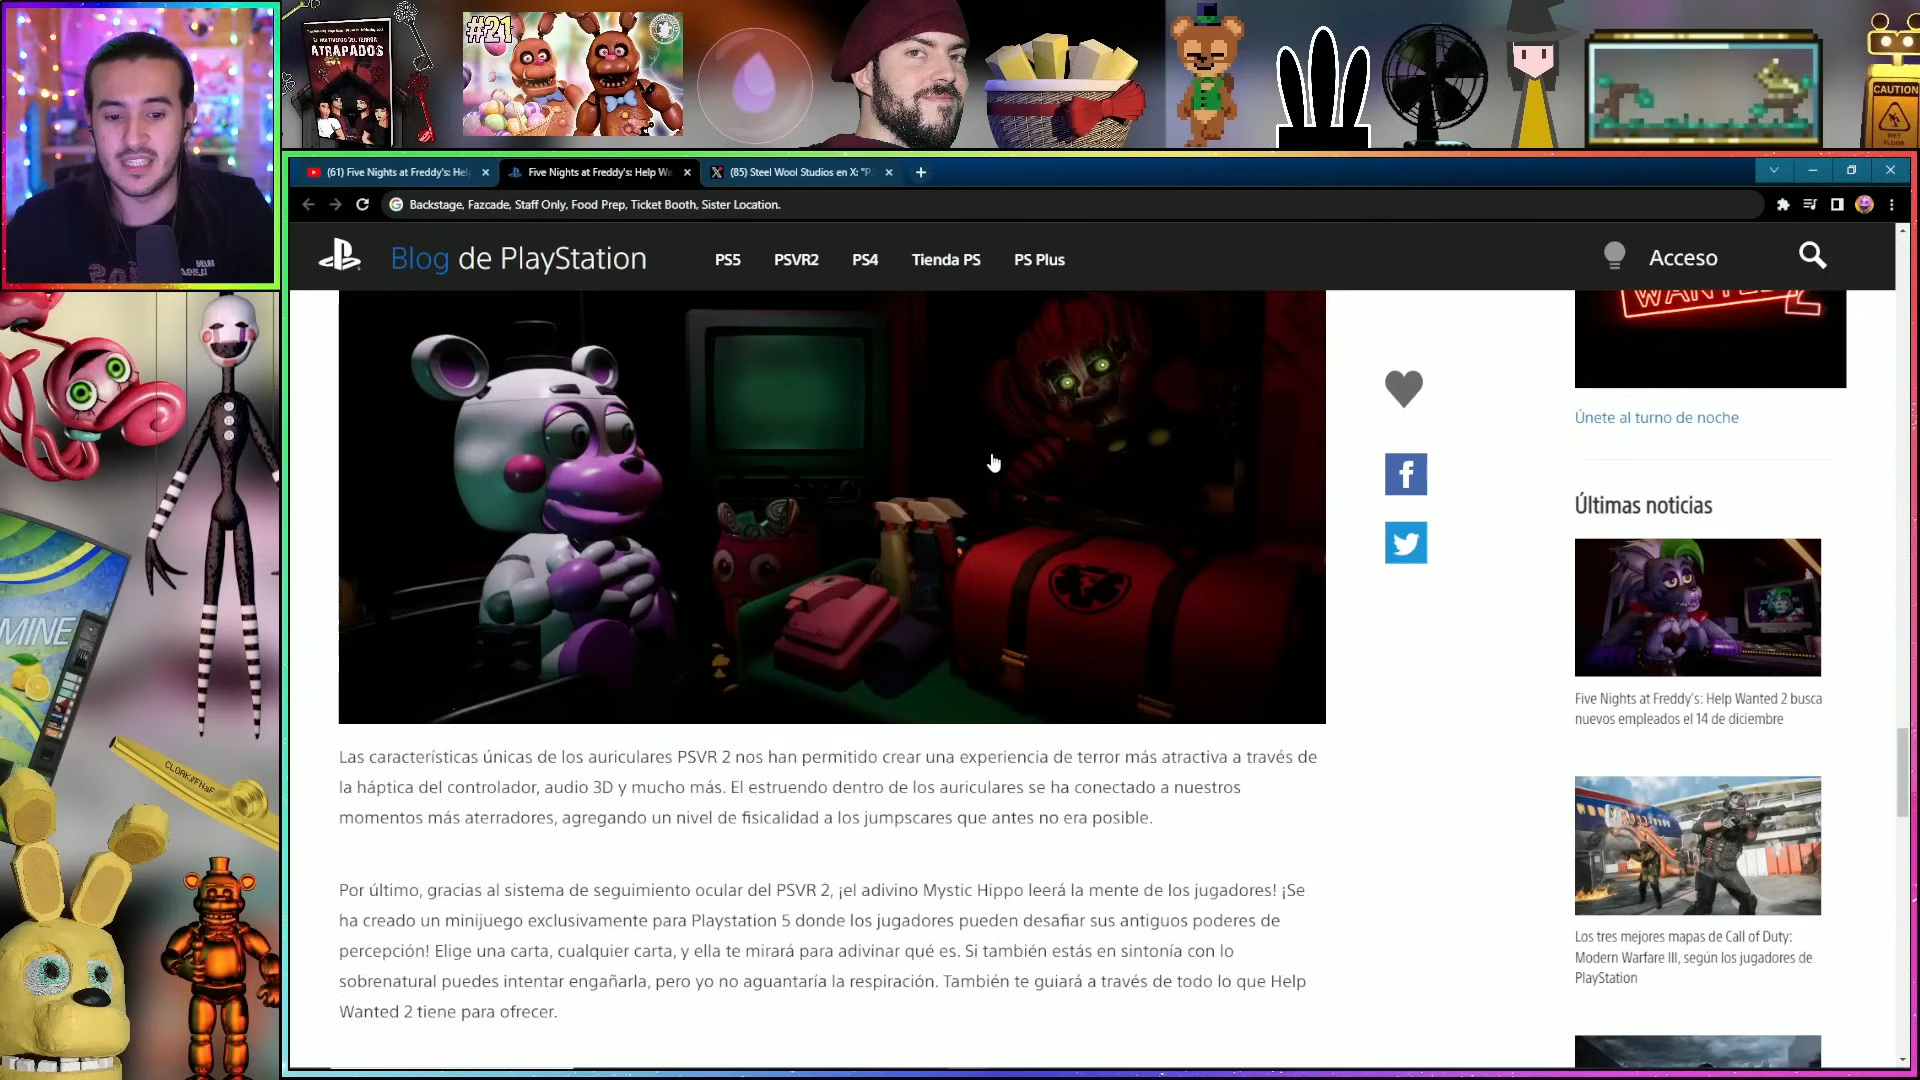 ATRAPADOS
#21
CAUTION
WET
FLOOR
(61) Five Nights at Freddy's: Hel
Five Nights at Freddy's: Help Wa
(85) Steel Wool Studios en X: "P
Backstage, Fazcade, Staff Only, Food Prep, Ticket Booth, Sister Location.
Blog de PlayStation
PS5
PSVR2
PS4
Tienda PS
PS Plus
Acceso
WANTED 2
Únete al turno de noche
Últimas noticias
Five Nights at Freddy's: Help Wanted 2 busca
nuevos empleados el 14 de diciembre
Los tres mejores mapas de Call of Duty:
Modern Warfare III, según los jugadores de
PlayStation
Las características únicas de los auriculares PSVR 2 nos han permitido crear una experiencia de terror más atractiva a través de
la háptica del controlador, audio 3D y mucho más. El estruendo dentro de los auriculares se ha conectado a nuestros
momentos más aterradores, agregando un nivel de fisicalidad a los jumpscares que antes no era posible.
Por último, gracias al sistema de seguimiento ocular del PSVR 2, ¡el adivino Mystic Hippo leerá la mente de los jugadores! ¡Se
ha creado un minijuego exclusivamente para Playstation 5 donde los jugadores pueden desafiar sus antiguos poderes de
percepción! Elige una carta, cualquier carta, y ella te mirará para adivinar qué es. Si también estás en sintonía con lo
sobrenatural puedes intentar engañarla, pero yo no aguantaría la respiración. También te guiará a través de todo lo que Help
Wanted 2 tiene para ofrecer.
MINE
CLOAKYFNaF